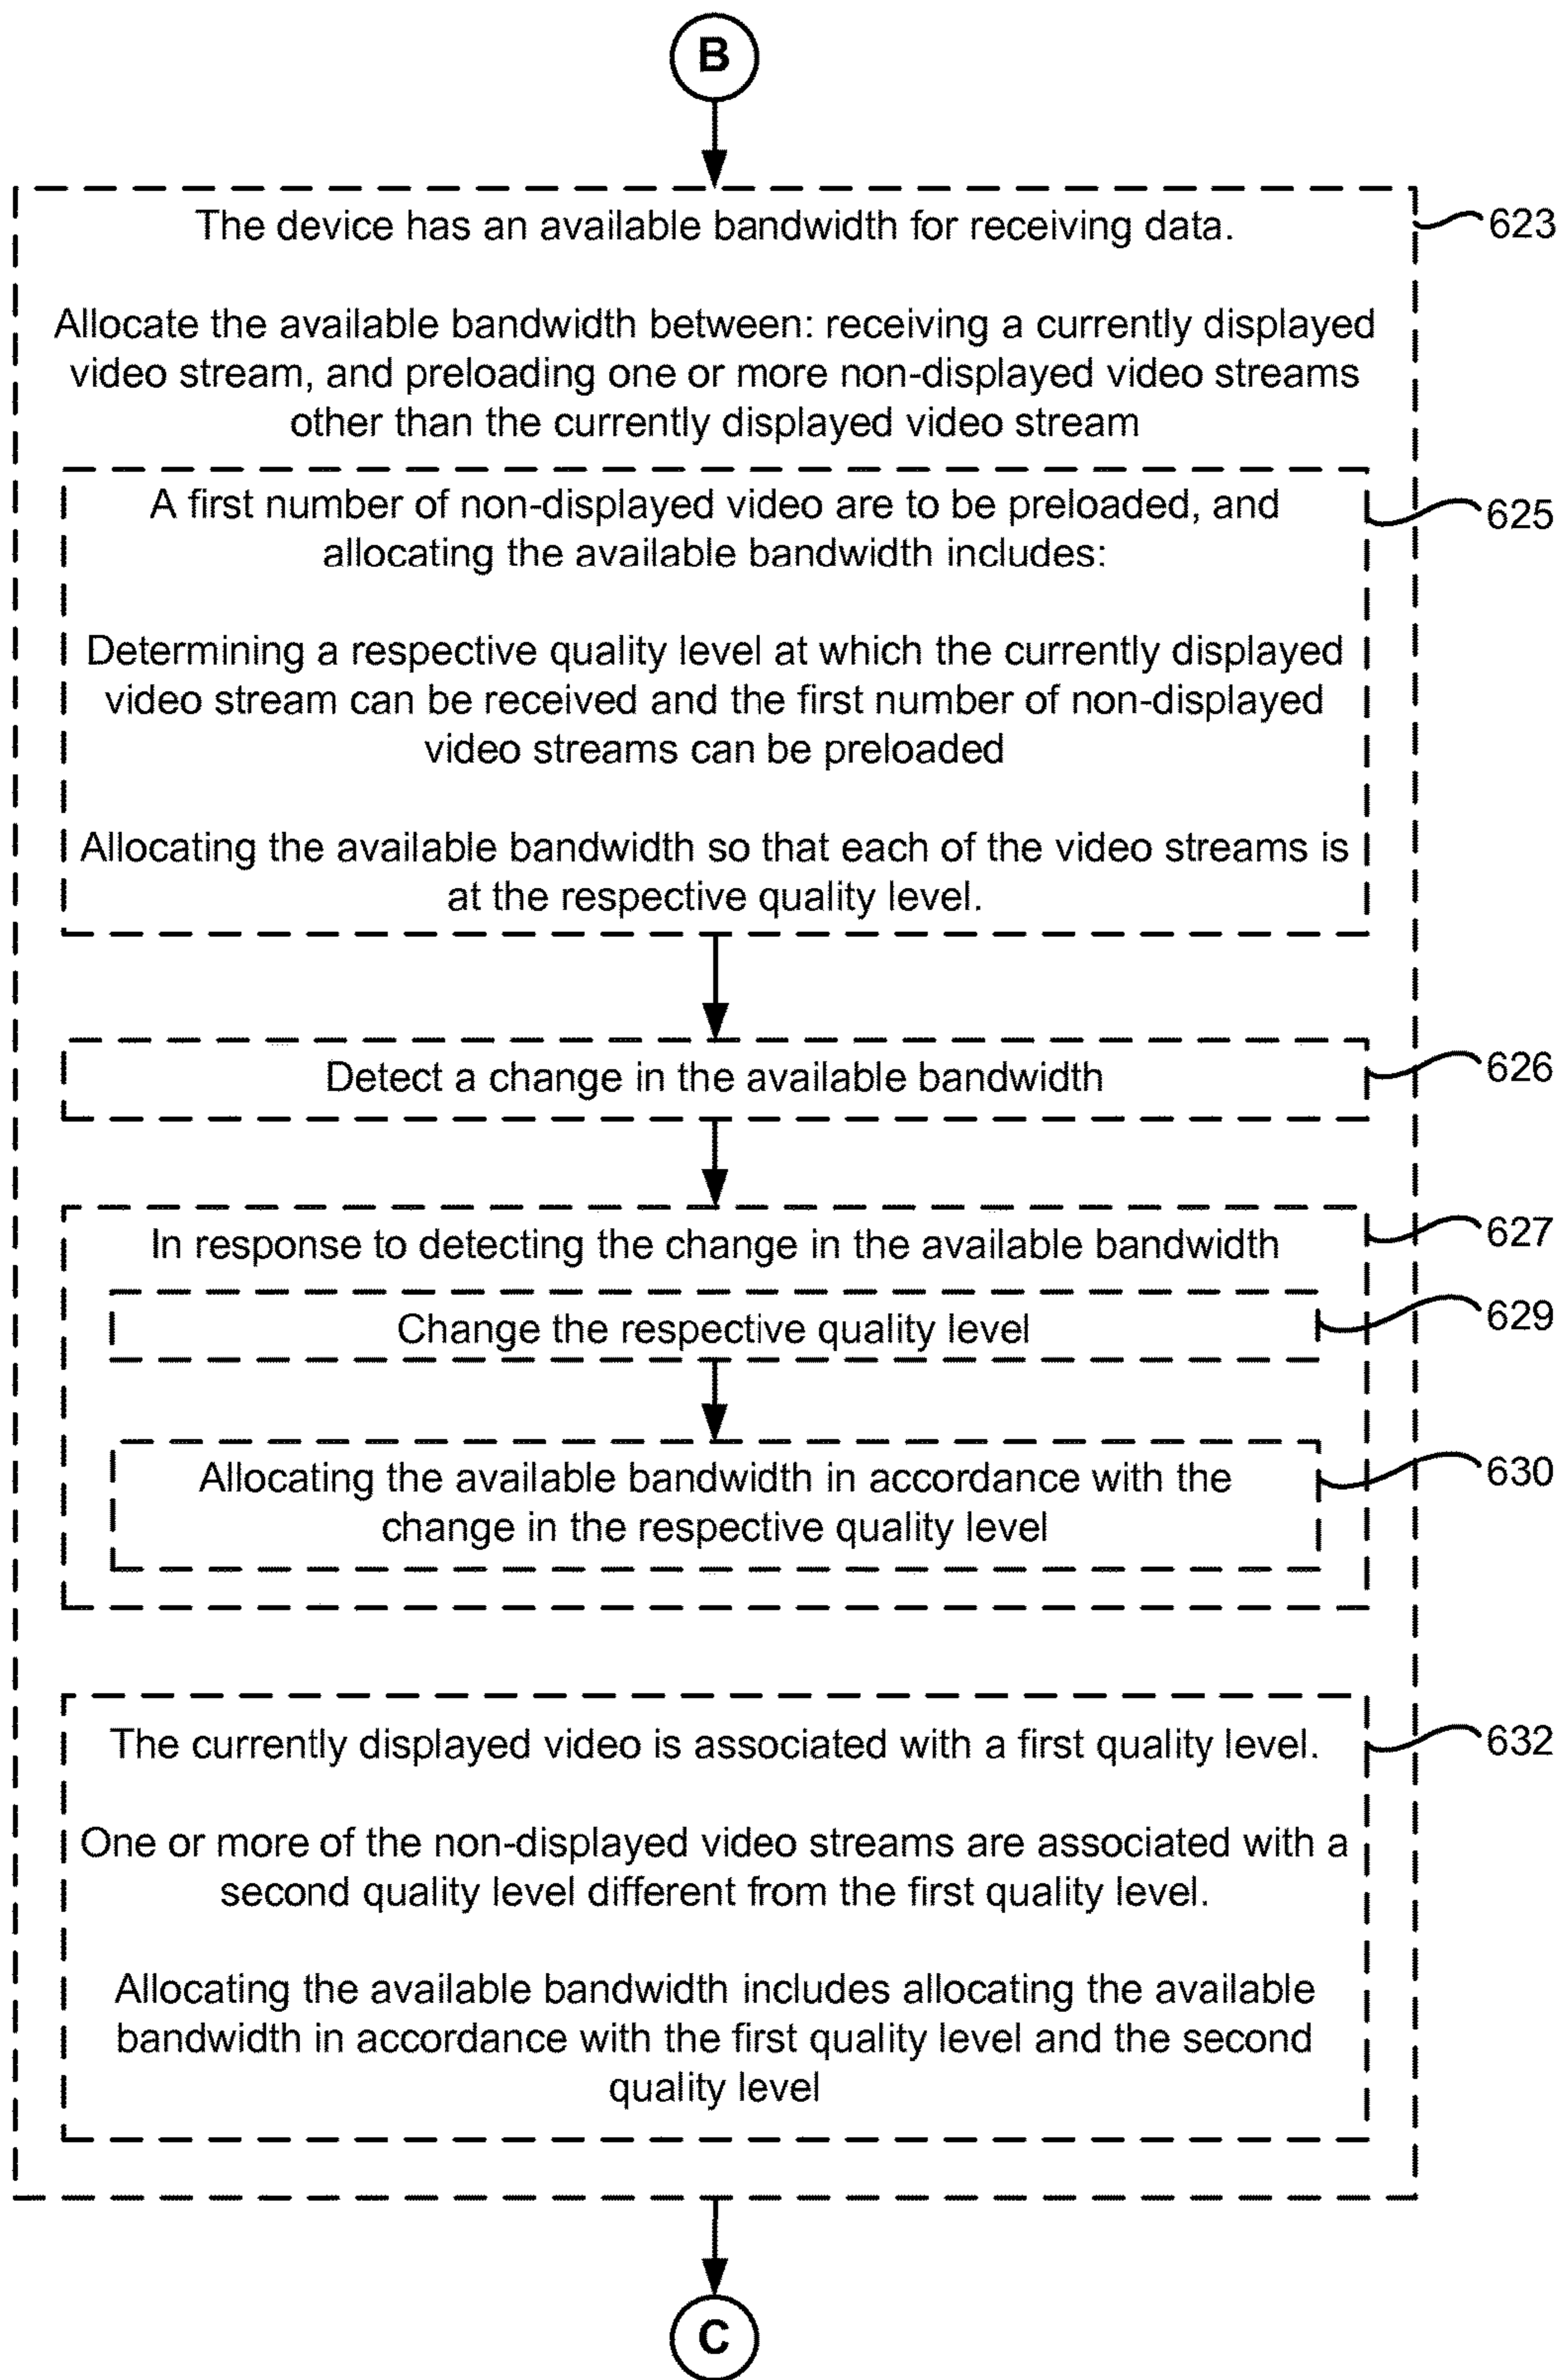 B
The device has an available bandwidth for receiving data.
623
Allocate the available bandwidth between: receiving a currently displayed
video stream, and preloading one or more non-displayed video streams
other than the currently displayed video stream
A first number of non-displayed video are to be preloaded, and
625
allocating the available bandwidth includes:
Determining a respective quality level at which the currently displayed
video stream can be received and the first number of non-displayed
video streams can be preloaded
Allocating the available bandwidth so that each of the video streams is
at the respective quality level.
Detect a change in the available bandwidth
626
In response to detecting the change in the available bandwidth
627
Change the respective quality level
629
Allocating the available bandwidth in accordance with the
630
change in the respective quality level
The currently displayed video is associated with a first quality level.
632
One or more of the non-displayed video streams are associated with a
second quality level different from the first quality level.
Allocating the available bandwidth includes allocating the available
bandwidth in accordance with the first quality level and the second
quality level
C